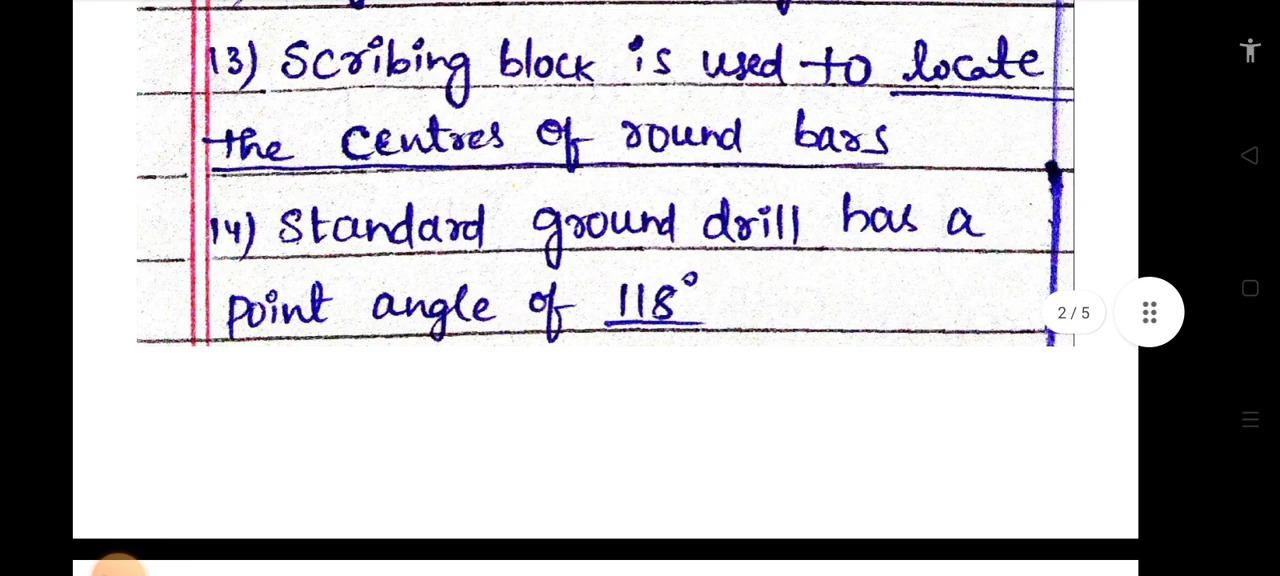 13) Scribing block is used to locate
the centres of round bars
14) Standard ground drill has a
point angle of 118°
2/5